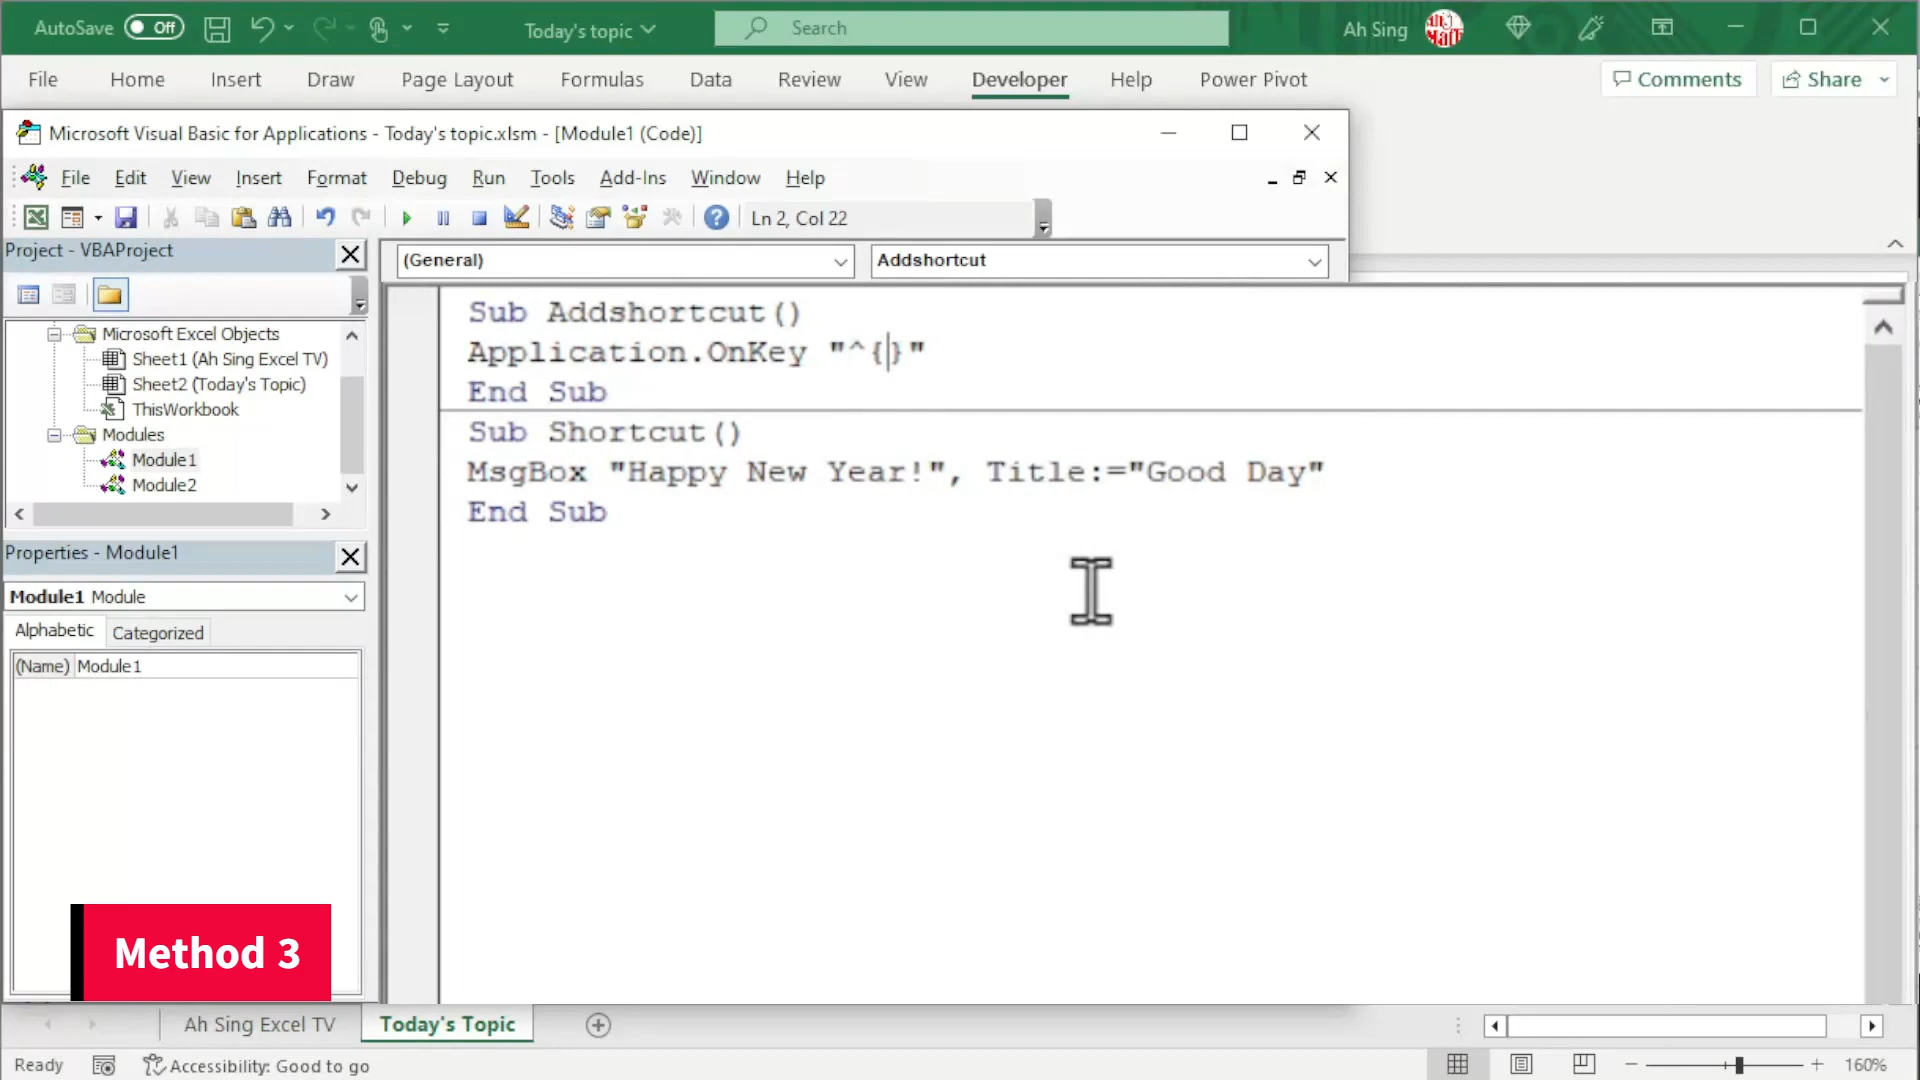 AutoSave Off Today's topic Search Ah Sing
File Home Insert Draw Page Layout Formulas Data Review View Developer Help Power Pivot Comments Share
Microsoft Visual Basic for Applications - Today's topic.xlsm - [Module1 (Code)]
File Edit View Insert Format Debug Run Tools Add-Ins Window Help
Ln 2, Col 22
Project - VBAProject
(General) Addshortcut
Microsoft Excel Objects
Sheet1 (Ah Sing Excel TV)
Sheet2 (Today's Topic)
ThisWorkbook
Modules
Module1
Module2
Properties - Module1
Module1 Module
Alphabetic Categorized
(Name) Module1
Sub Addshortcut()
Application.OnKey "^{}"
End Sub
Sub Shortcut()
MsgBox "Happy New Year!", Title:="Good Day"
End Sub
Method 3
Ah Sing Excel TV Today's Topic
Ready Accessibility: Good to go 160%